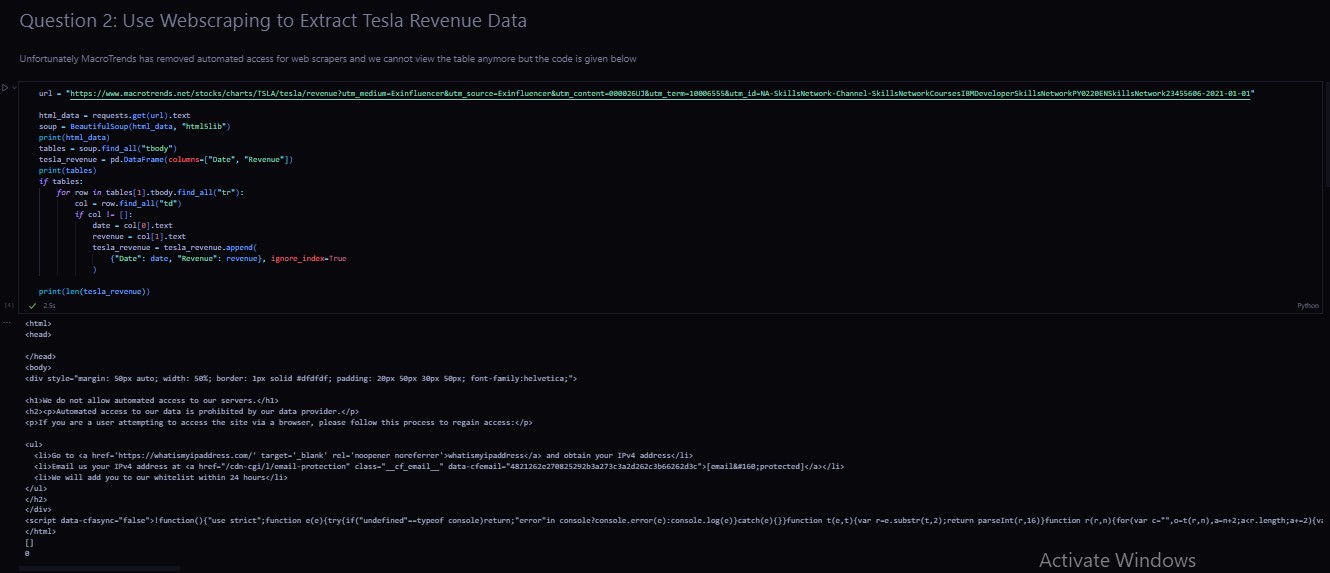 Question 2: Use Webscraping to Extract Tesla Revenue Data
Unfortunately MacroTrends has removed automated access for web scrapers and we cannot view the table anymore but the code is given below
url = "https://www.macrotrends.net/stocks/charts/TSLA/tesla/revenue?utm_medium=Exinfluencer&utm_source=Exinfluencer&utm_content=000026UJ&utm_term=10006555&utm_id=NA-SkillsNetwork-Channel-SkillsNetworkCoursesIBMDeveloperSkillsNetworkPY0220ENSkillsNetwork23455606-2021-01-01"
html_data = requests.get(url).text
soup = BeautifulSoup(html_data, "html5lib")
print(html_data)
tables = soup.find_all("tbody")
tesla_revenue = pd.DataFrame(columns=["Date", "Revenue"])
print(tables)
if tables:
for row in tables[1].tbody.find_all("tr"):
col = row.find_all("td")
if col != []:
date = col[0].text
revenue = col[1].text
tesla_revenue = tesla_revenue.append(
{"Date": date, "Revenue": revenue}, ignore_index=True
)
print(len(tesla_revenue))
[4]
2.5s
Python
<html>
<head>
</head>
<body>
<div style="margin: 50px auto; width: 50%; border: 1px solid #dfdfdf; padding: 20px 50px 30px 50px; font-family:helvetica;">
<h1>We do not allow automated access to our servers.</h1>
<h2><p>Automated access to our data is prohibited by our data provider.</p>
<p>If you are a user attempting to access the site via a browser, please follow this process to regain access:</p>
<ul>
<li>Go to <a href='https://whatismyipaddress.com/' target='_blank' rel='noopener noreferrer'>whatismyipaddress</a> and obtain your IPv4 address</li>
<li>Email us your IPv4 address at <a href="/cdn-cgi/l/email-protection" class="__cf_email__" data-cfemail="4821262e270825292b3a273c3a2d262c3b66262d3c">[email&#160;protected]</a></li>
<li>We will add you to our whitelist within 24 hours</li>
</ul>
</h2>
</div>
<script data-cfasync="false">!function(){"use strict";function e(e){try{if("undefined"==typeof console)return;"error"in console?console.error(e):console.log(e)}catch(e){}}function t(e,t){var r=e.substr(t,2);return parseInt(r,16)}function r(r,n){for(var c="",o=t(r,n),a=n+2;a<r.length;a+=2){va
</html>
[]
0
Activate Windows